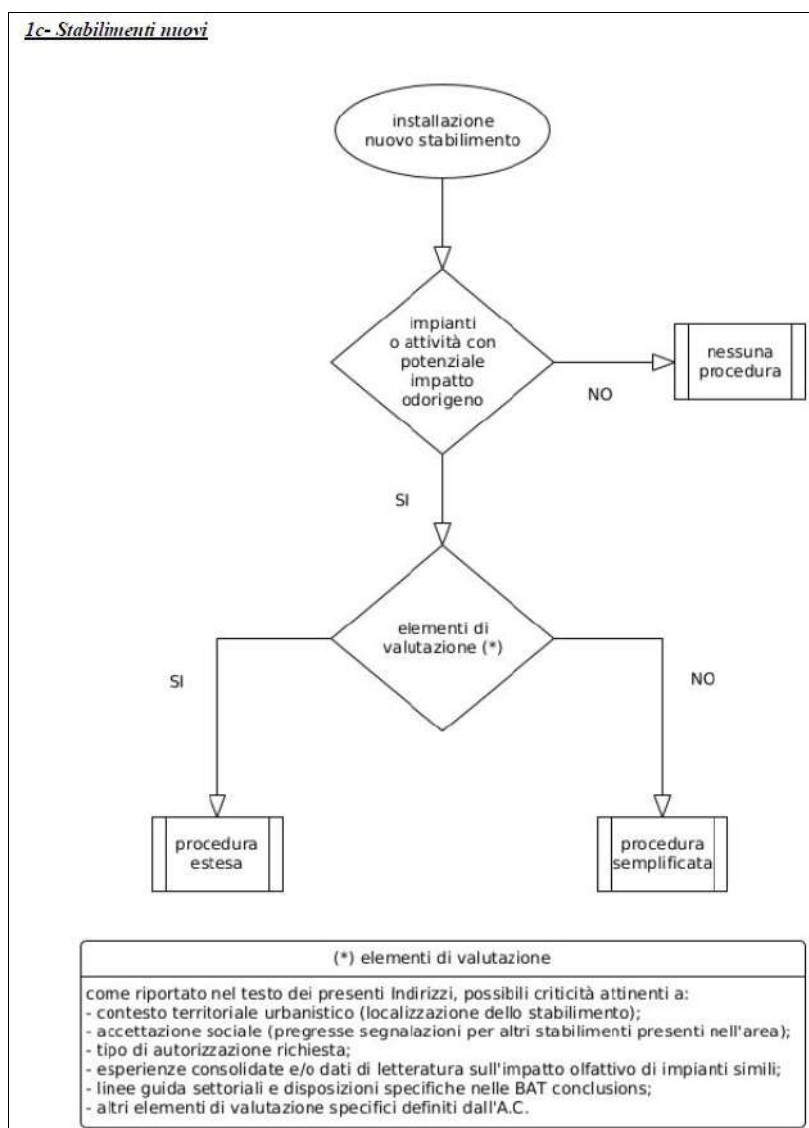 1c- Stabilimenti nuovi
installazione
nuovo stabilimento
impianti
o attività con
potenziale
impatto
odorigeno
nessuna
procedura
NO
SI
elementi di
valutazione (*)
SI
NO
procedura
estesa
procedura
semplificata
(*) elementi di valutazione
come riportato nel testo dei presenti Indirizzi, possibili criticità attinenti a:
- contesto territoriale urbanistico (localizzazione dello stabilimento);
- accettazione sociale (pregresse segnalazioni per altri stabilimenti presenti nell'area);
- tipo di autorizzazione richiesta;
- esperienze consolidate e/o dati di letteratura sull'impatto olfattivo di impianti simili;
- linee guida settoriali e disposizioni specifiche nelle BAT conclusions;
- altri elementi di valutazione specifici definiti dall'A.C.